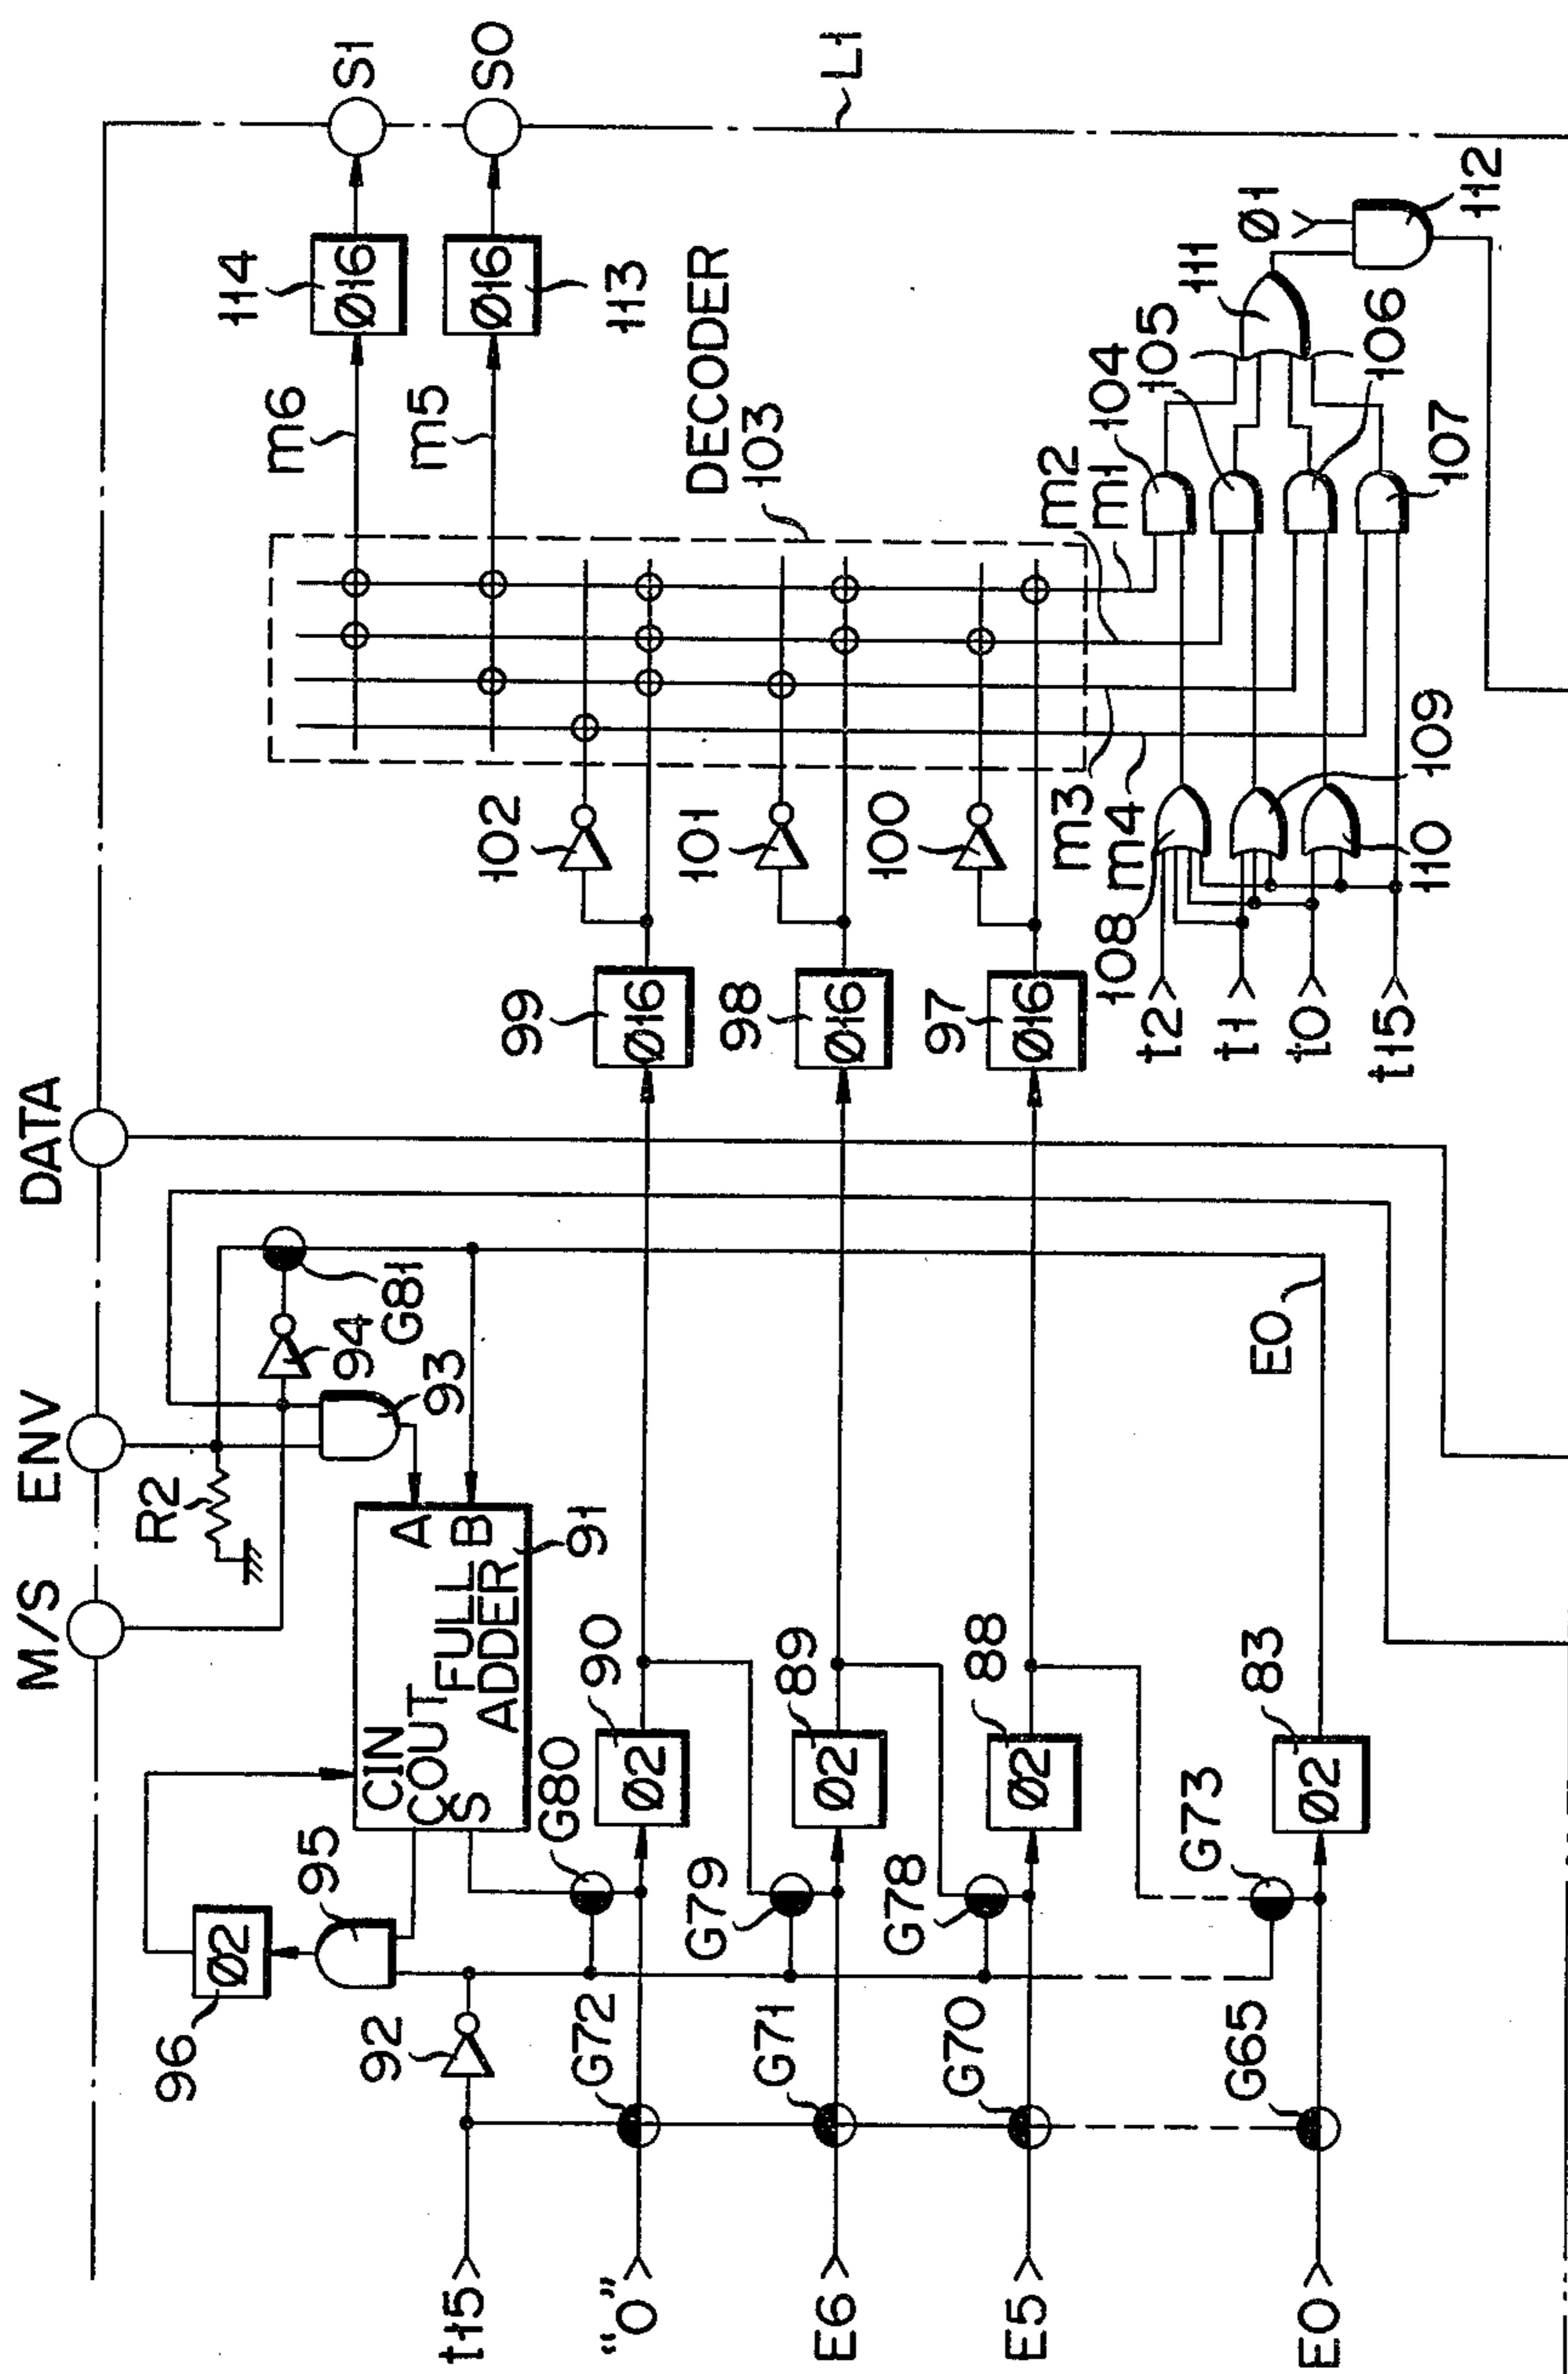 M/S
ENV
DATA
R2
94
G81
93
A
B
CIN
COUT
S
FULL
ADDER
91
96
Ø2
95
92
t15
"0"
E6
E5
E0
G72
G71
G70
G65
G80
G79
G78
G73
90
Ø2
89
Ø2
88
Ø2
83
Ø2
E0
99
Ø16
98
Ø16
97
Ø16
102
101
100
DECODER
103
m6
m5
114
Ø16
113
Ø16
S1
S0
L1
m2
m1
m3
m4
108
109
110
t2
t1
t0
t15
104
105
106
107
111
Ø1
112